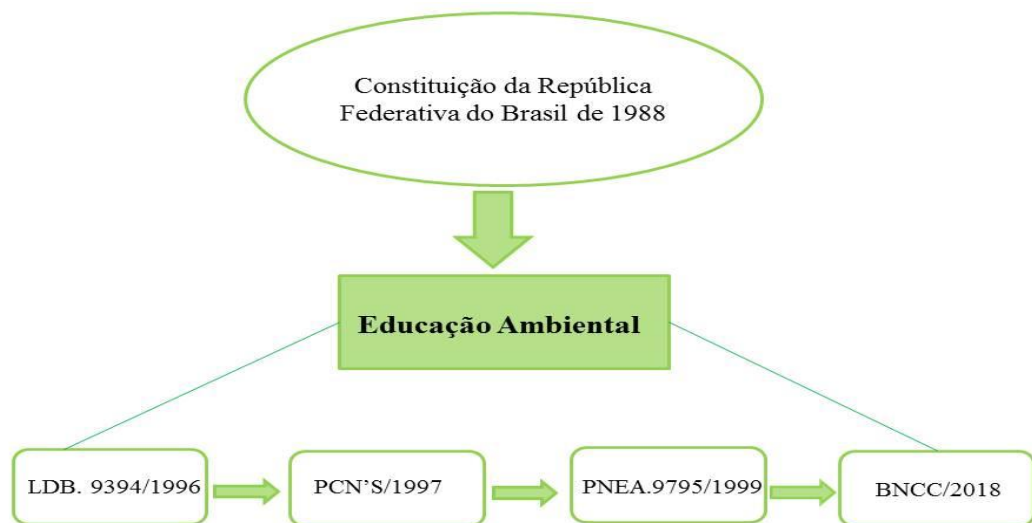 Constituição da República
Federativa do Brasil de 1988
Educação Ambiental
LDB. 9394/1996
PCN’S/1997
PNEA.9795/1999
BNCC/2018